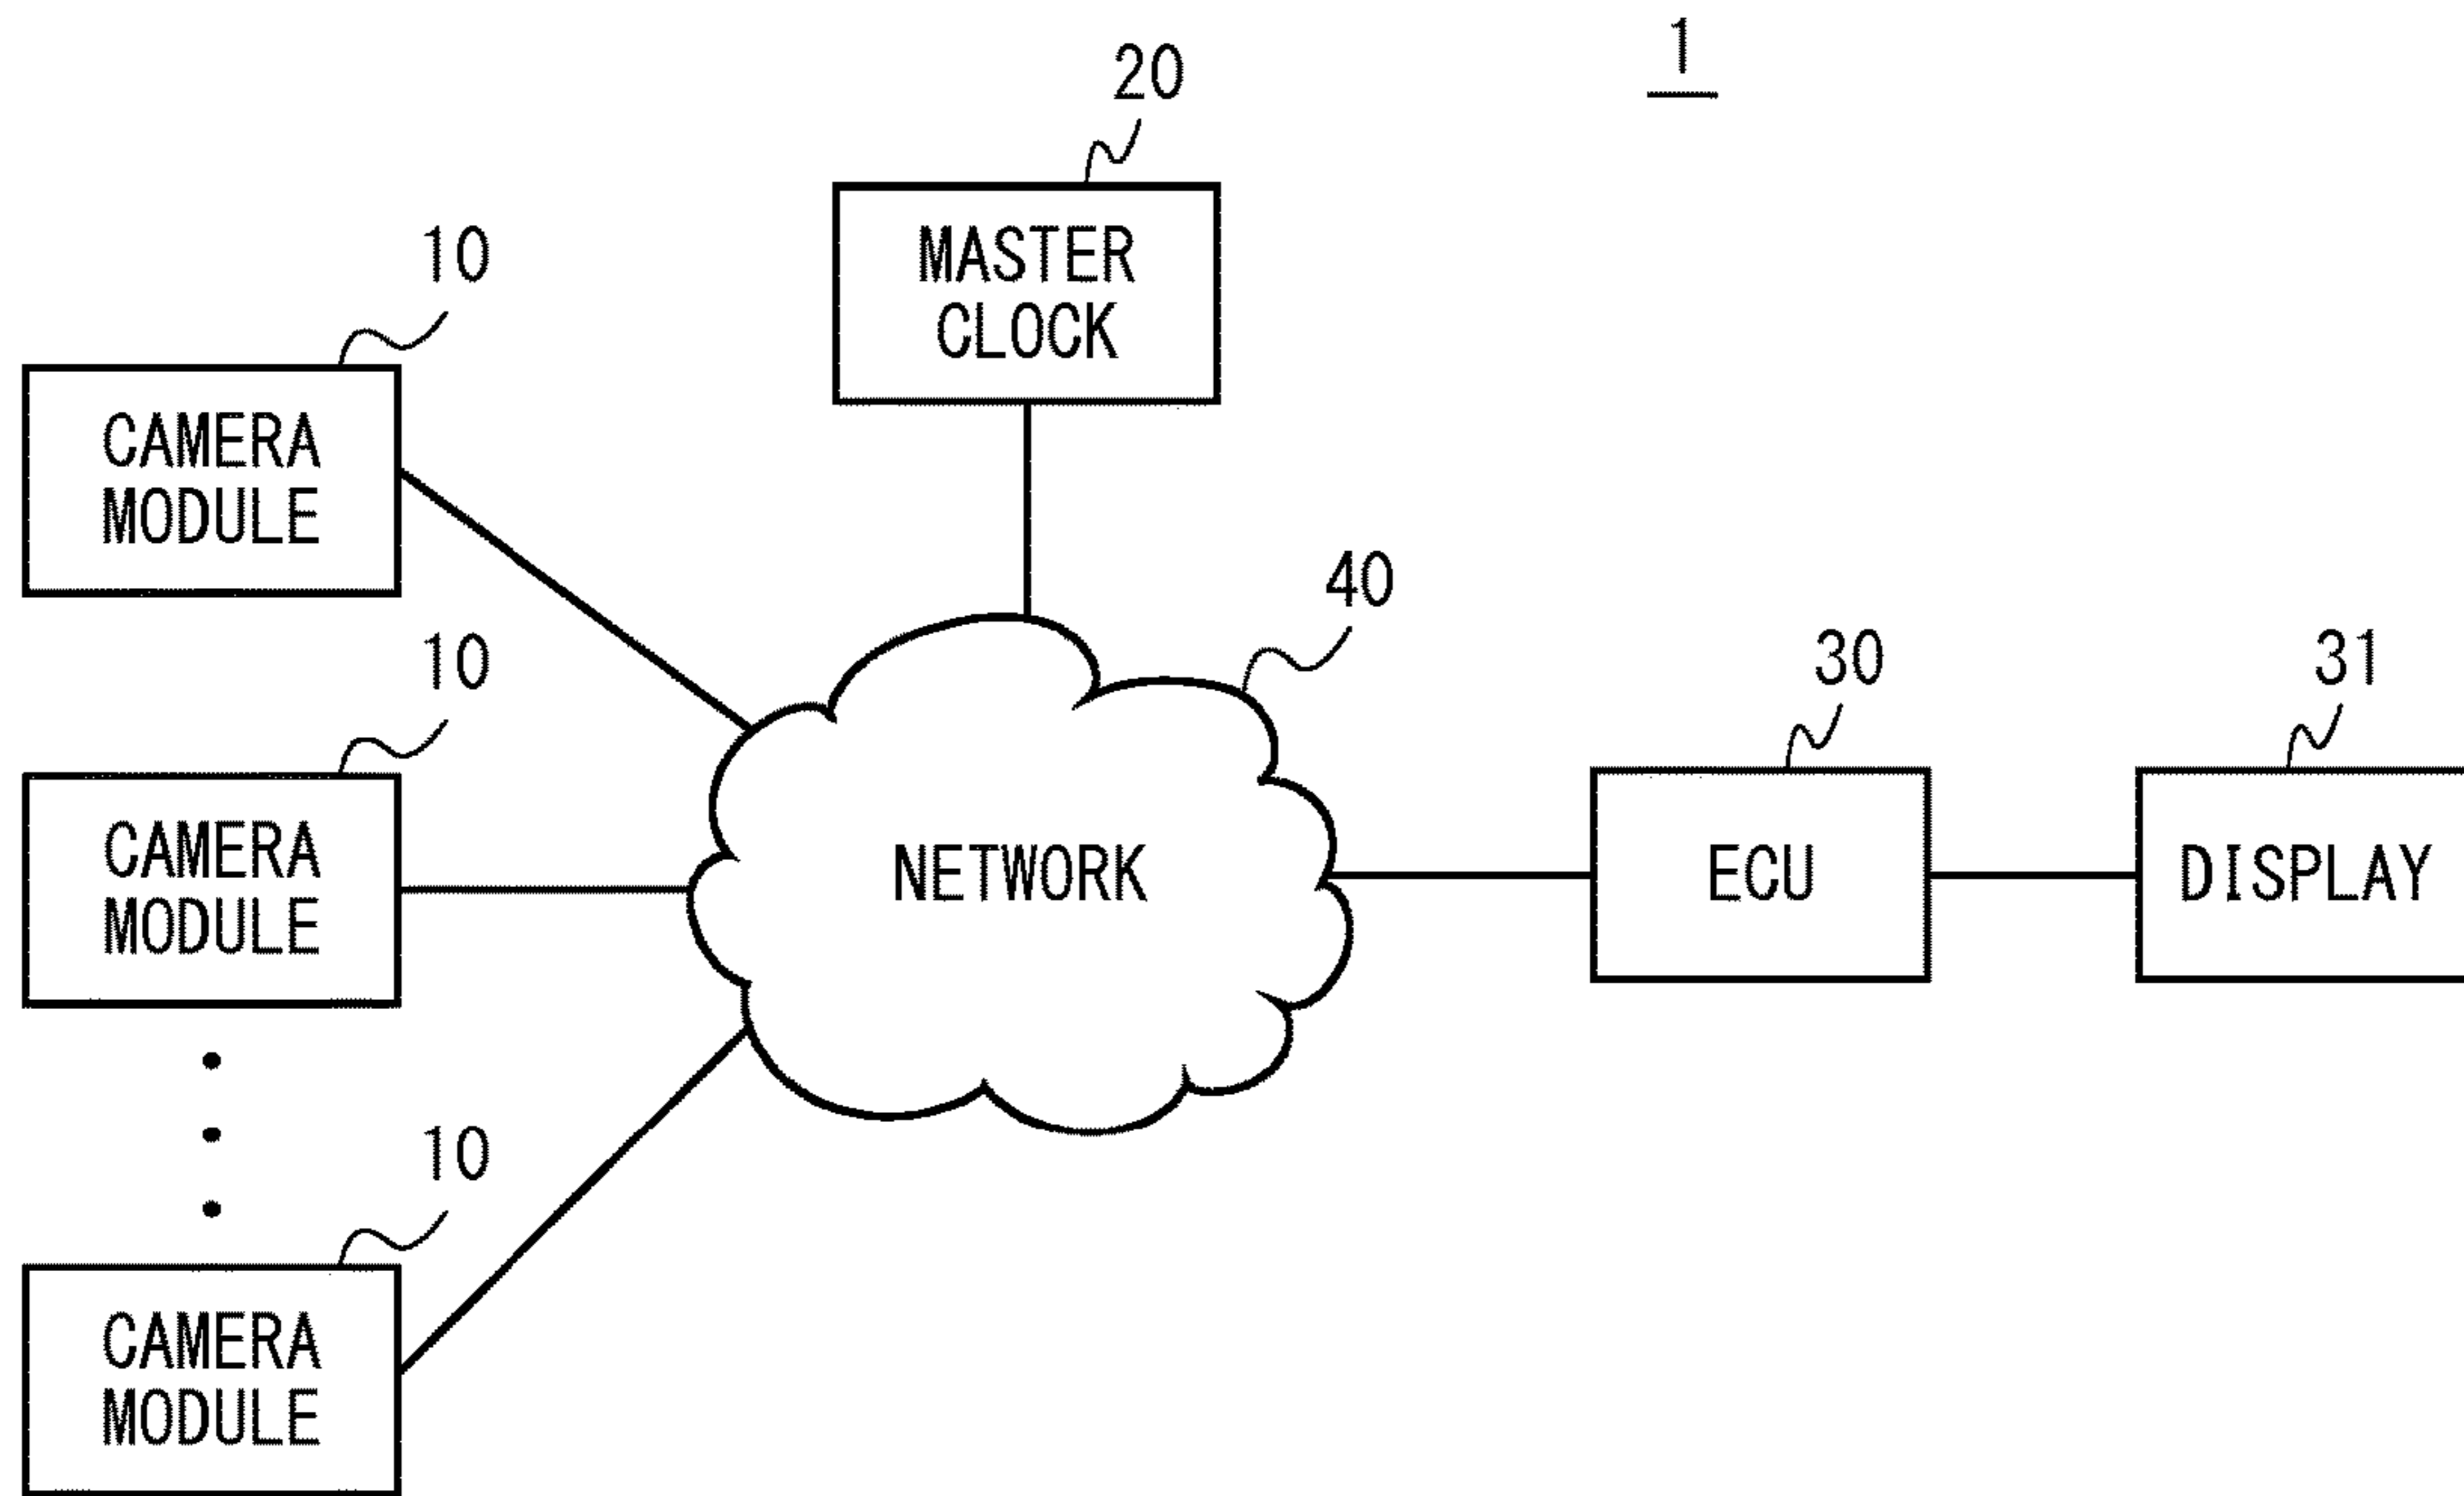 1
20
MASTER
CLOCK
10
CAMERA
MODULE
40
10
CAMERA
MODULE
NETWORK
30
ECU
31
DISPLAY
10
CAMERA
MODULE